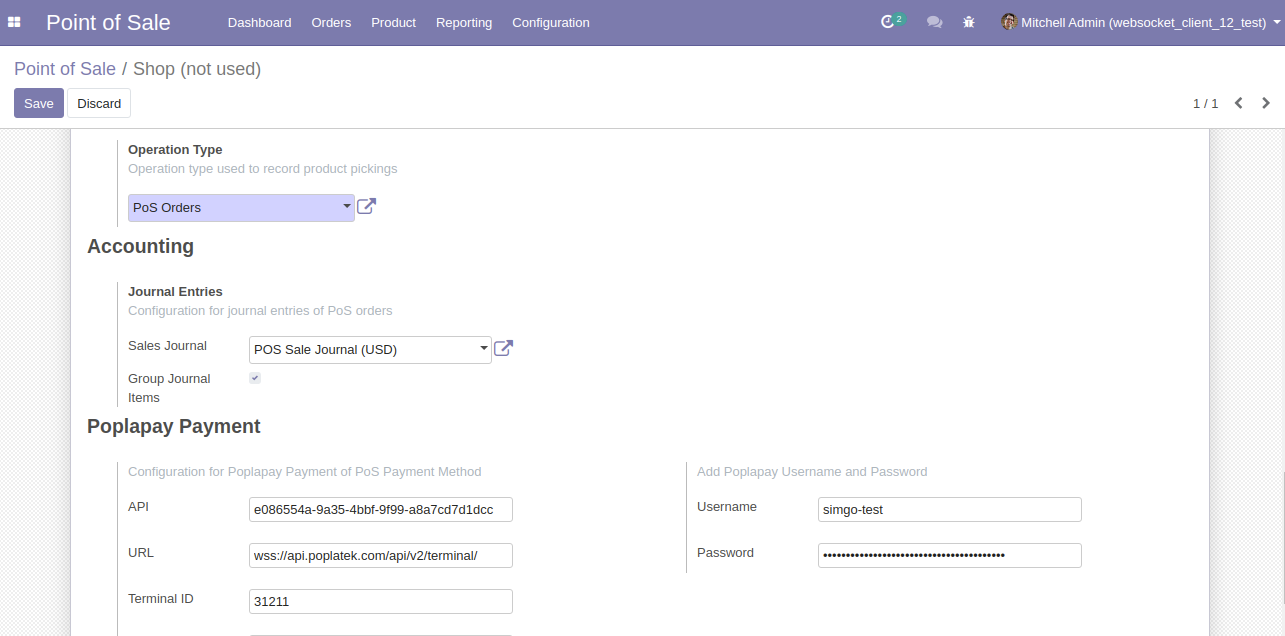 Point of Sale
Dashboard Orders Product Reporting Configuration
2
Mitchell Admin (websocket_client_12_test)
Point of Sale / Shop (not used)
Save Discard
1 / 1
Operation Type
Operation type used to record product pickings
PoS Orders
Accounting
Journal Entries
Configuration for journal entries of PoS orders
Sales Journal
POS Sale Journal (USD)
Group Journal
Items
Poplapay Payment
Configuration for Poplapay Payment of PoS Payment Method
API
e086554a-9a35-4bbf-9f99-a8a7cd7d1dcc
URL
wss://api.poplatek.com/api/v2/terminal/
Terminal ID
31211
Add Poplapay Username and Password
Username
simgo-test
Password